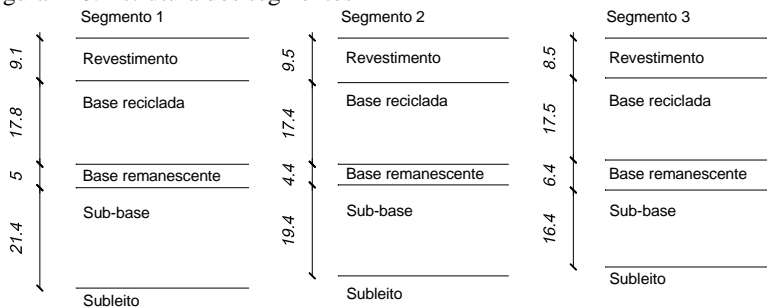 Segmento 1
9.1
Revestimento
17.8
Base reciclada
5
Base remanescente
21.4
Sub-base
Subleito
Segmento 2
9.5
Revestimento
17.4
Base reciclada
4.4
Base remanescente
19.4
Sub-base
Subleito
Segmento 3
8.5
Revestimento
17.5
Base reciclada
6.4
Base remanescente
16.4
Sub-base
Subleito